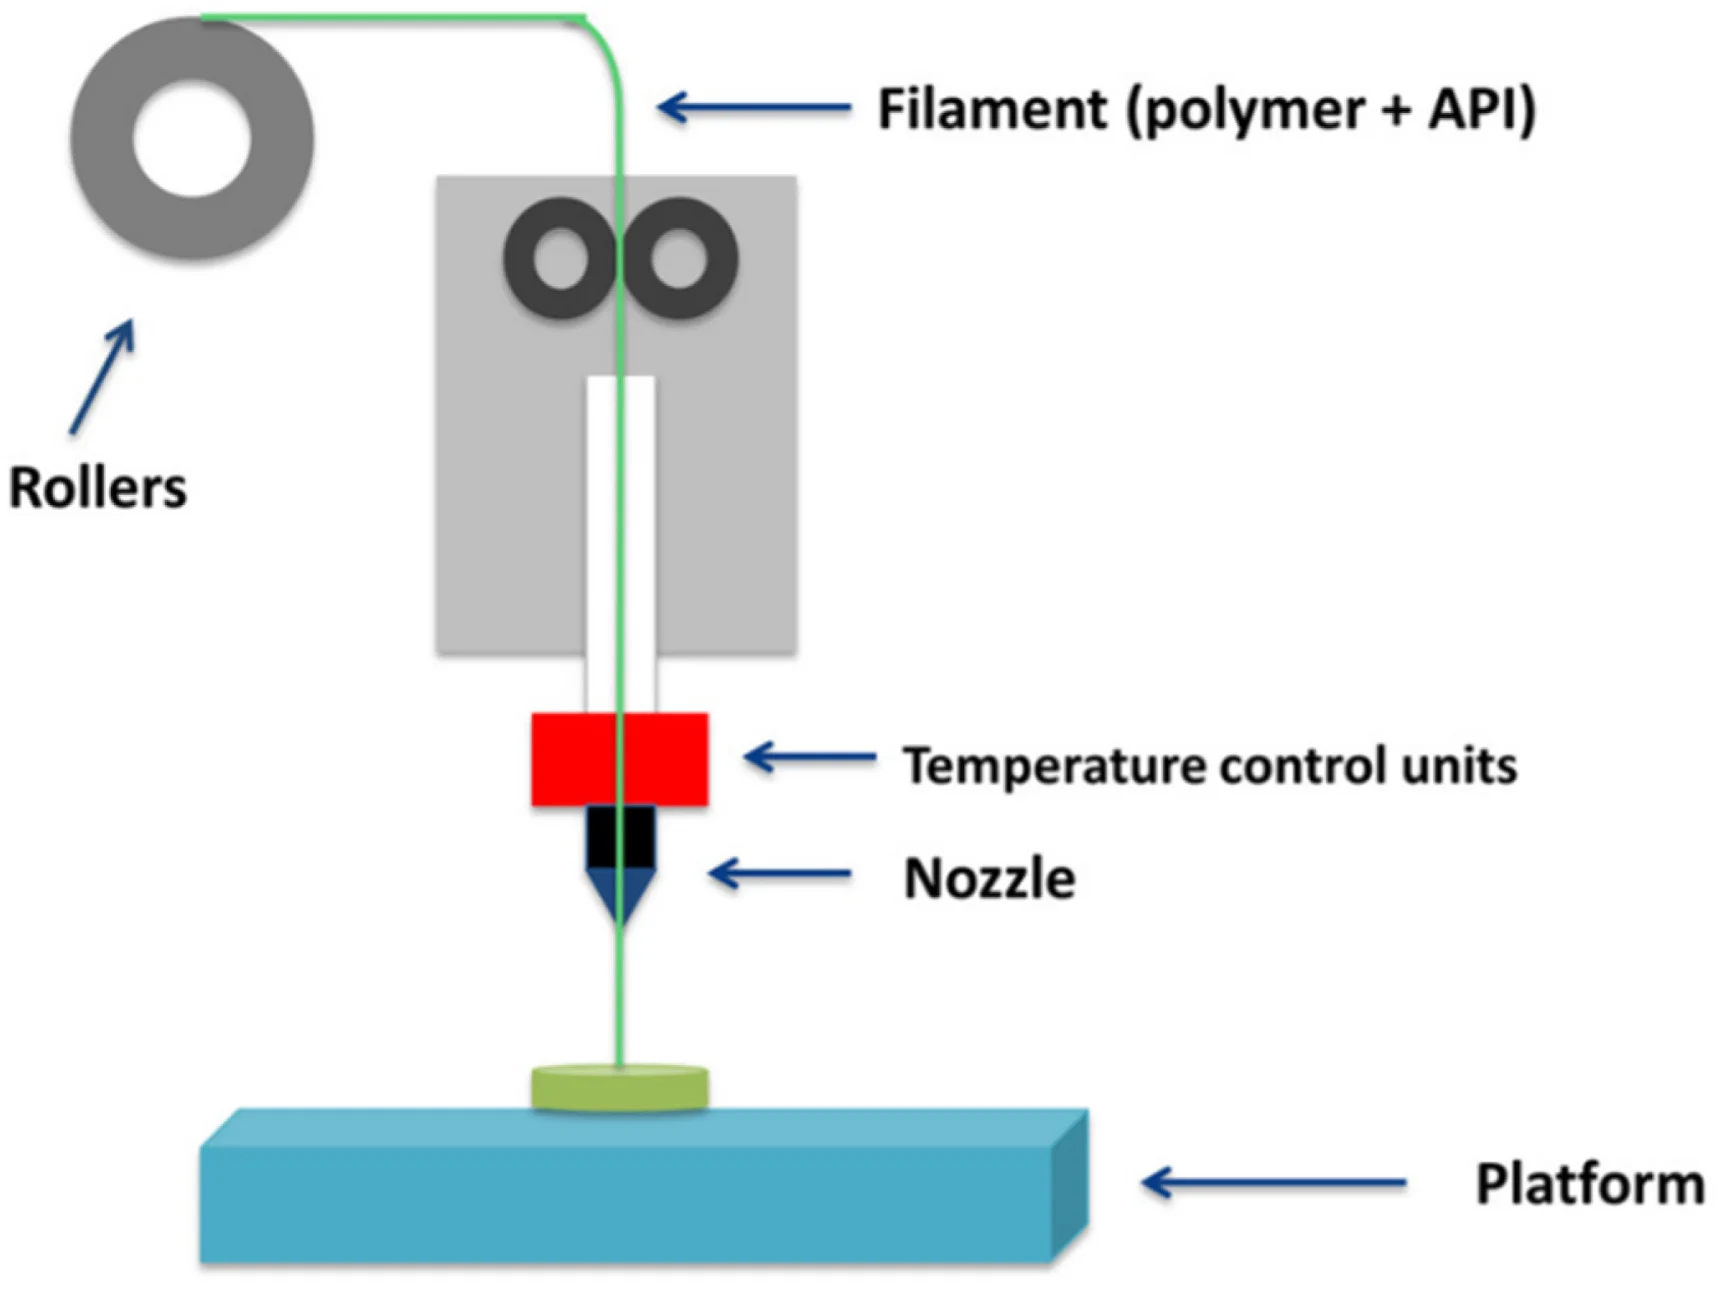 Filament (polymer + API)
Rollers
Temperature control units
Nozzle
Platform